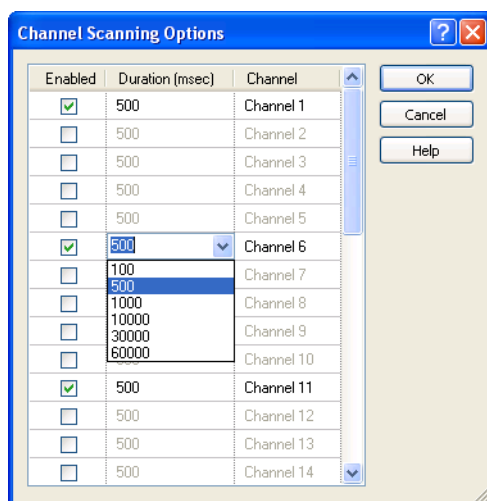 Channel Scanning Options
Enabled Duration (msec) Channel
500 Channel 1
500 Channel 2
500 Channel 3
500 Channel 4
500 Channel 5
500 Channel 6
100 Channel 7
500
1000 Channel 8
10000 Channel 9
30000
60000 Channel 10
500 Channel 11
500 Channel 12
500 Channel 13
500 Channel 14
OK
Cancel
Help